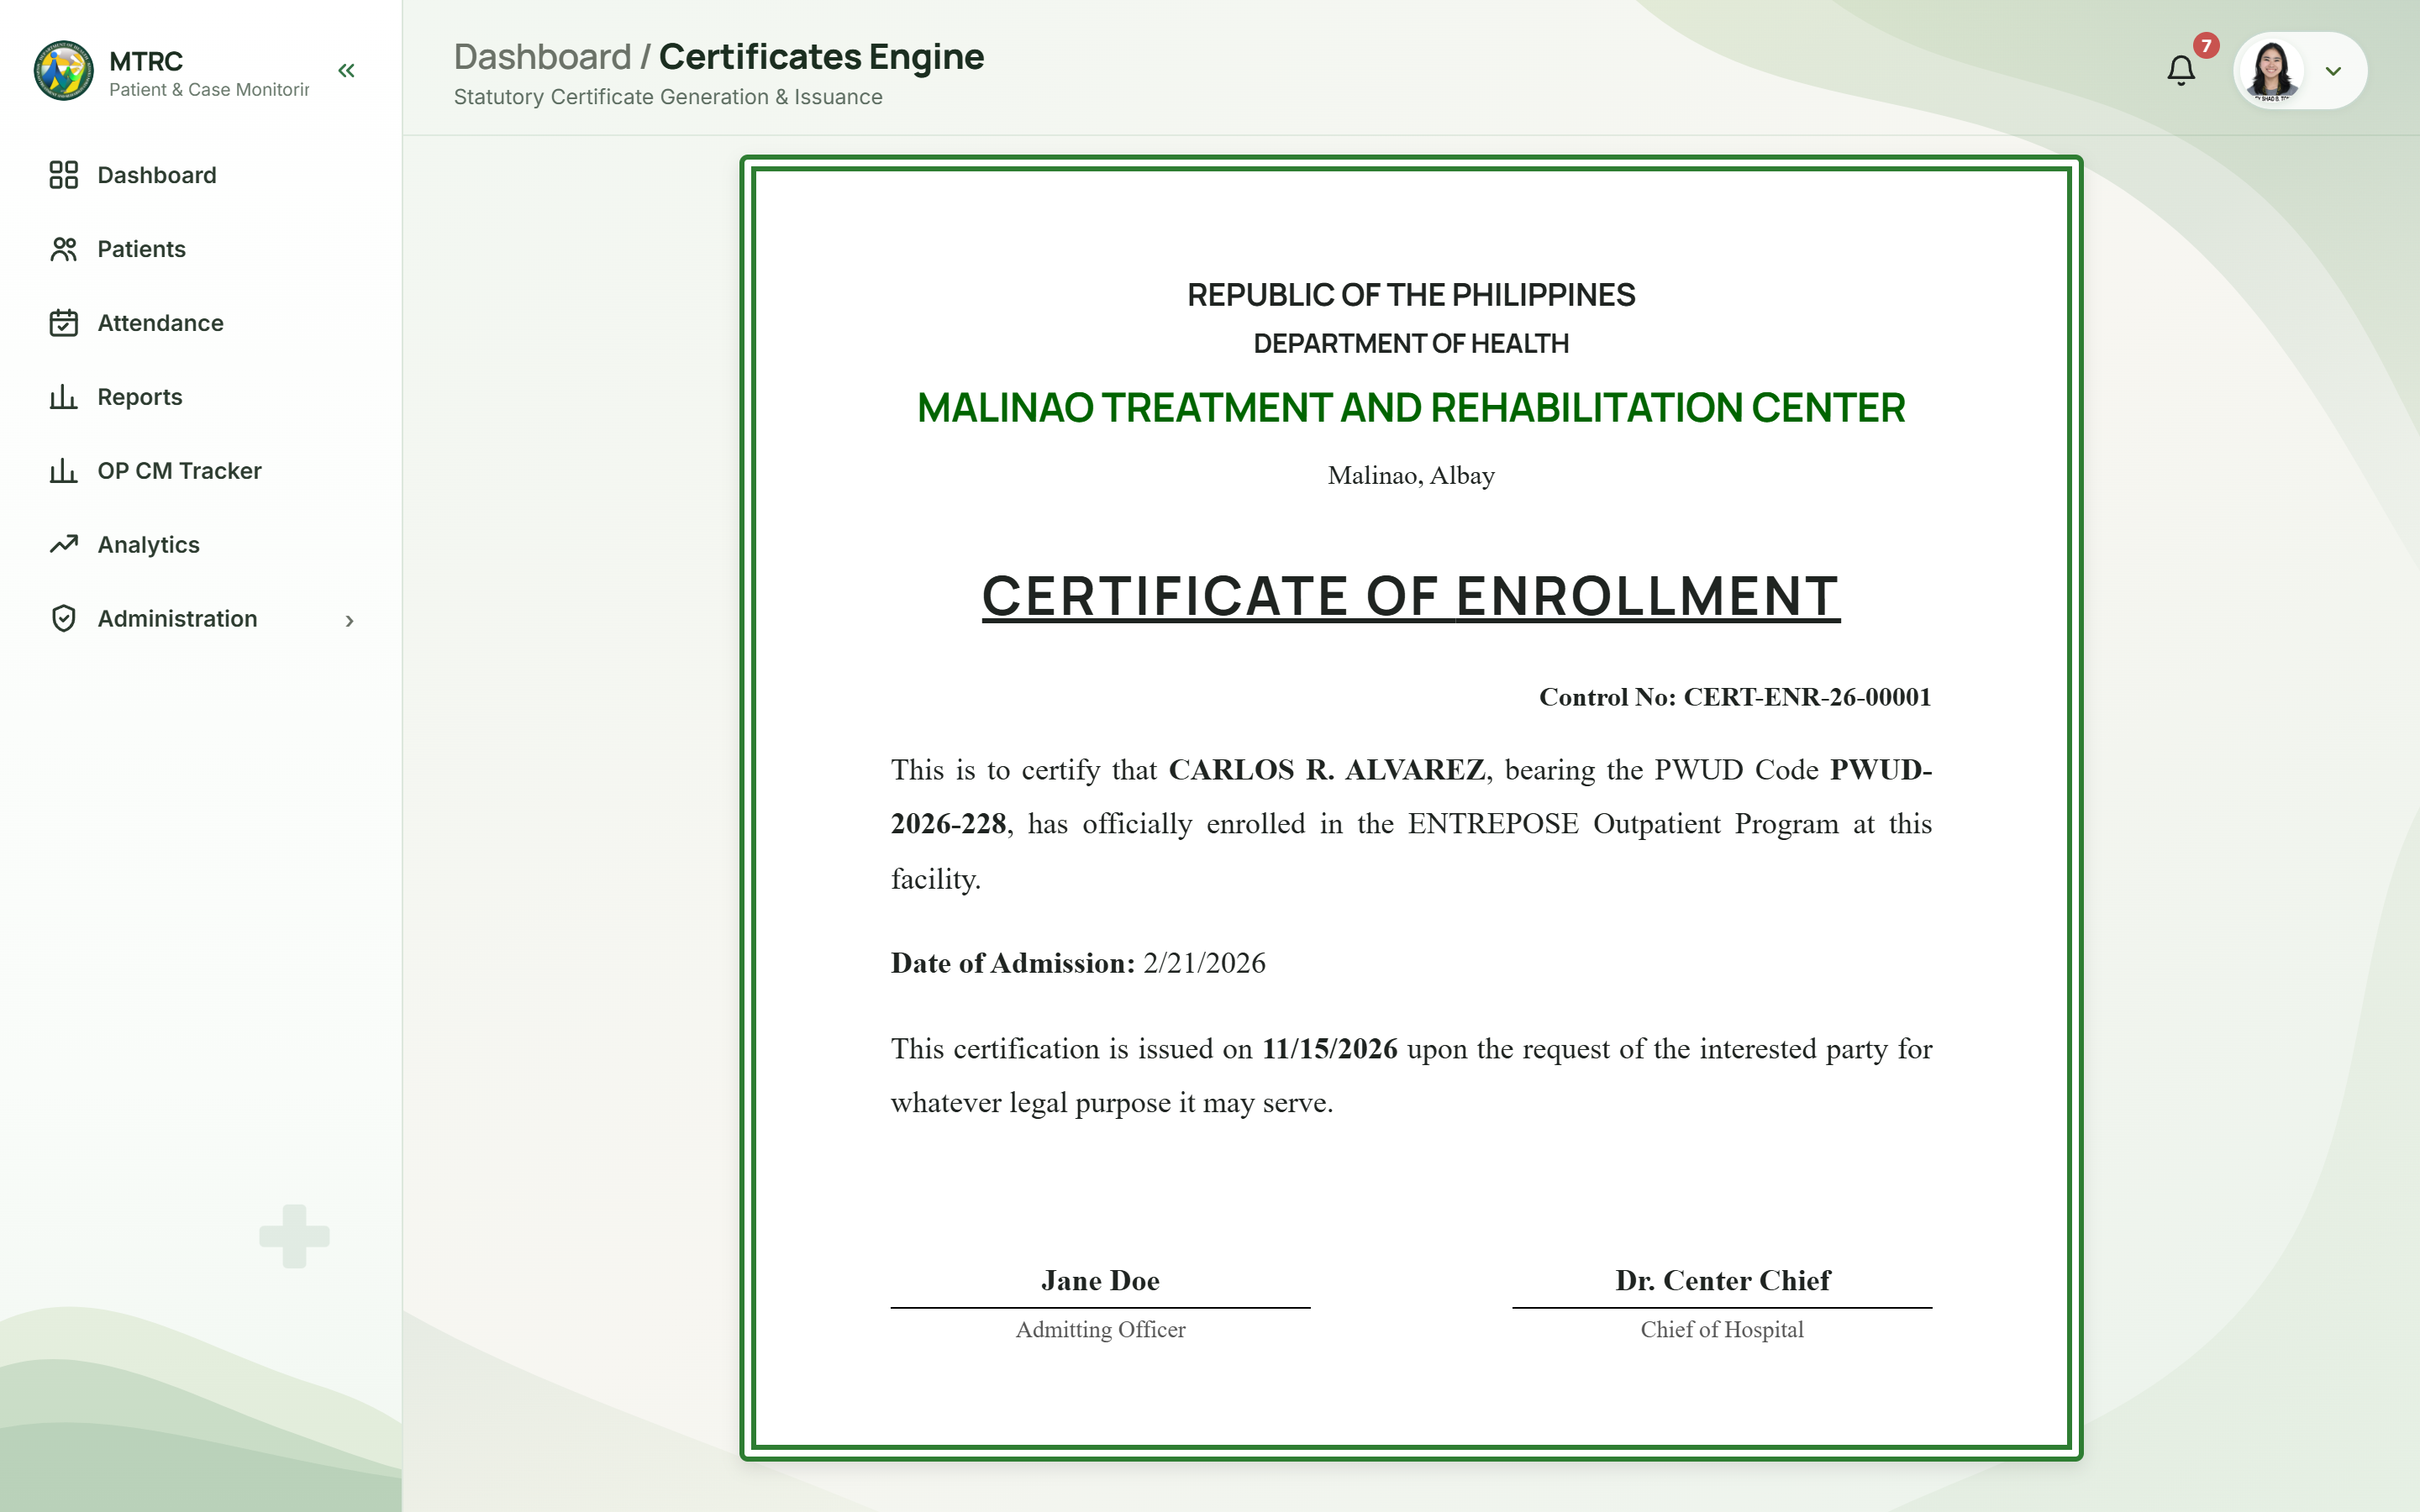 MTRC
Patient & Case Monitorir
Dashboard
Patients
Attendance
Reports
OP CM Tracker
Analytics
Administration
Dashboard / Certificates Engine
Statutory Certificate Generation & Issuance
7
REPUBLIC OF THE PHILIPPINES
DEPARTMENT OF HEALTH
MALINAO TREATMENT AND REHABILITATION CENTER
Malinao, Albay
CERTIFICATE OF ENROLLMENT
Control No: CERT-ENR-26-00001
This is to certify that CARLOS R. ALVAREZ, bearing the PWUD Code PWUD-
2026-228, has officially enrolled in the ENTREPOSE Outpatient Program at this
facility.
Date of Admission: 2/21/2026
This certification is issued on 11/15/2026 upon the request of the interested party for
whatever legal purpose it may serve.
Jane Doe
Admitting Officer
Dr. Center Chief
Chief of Hospital